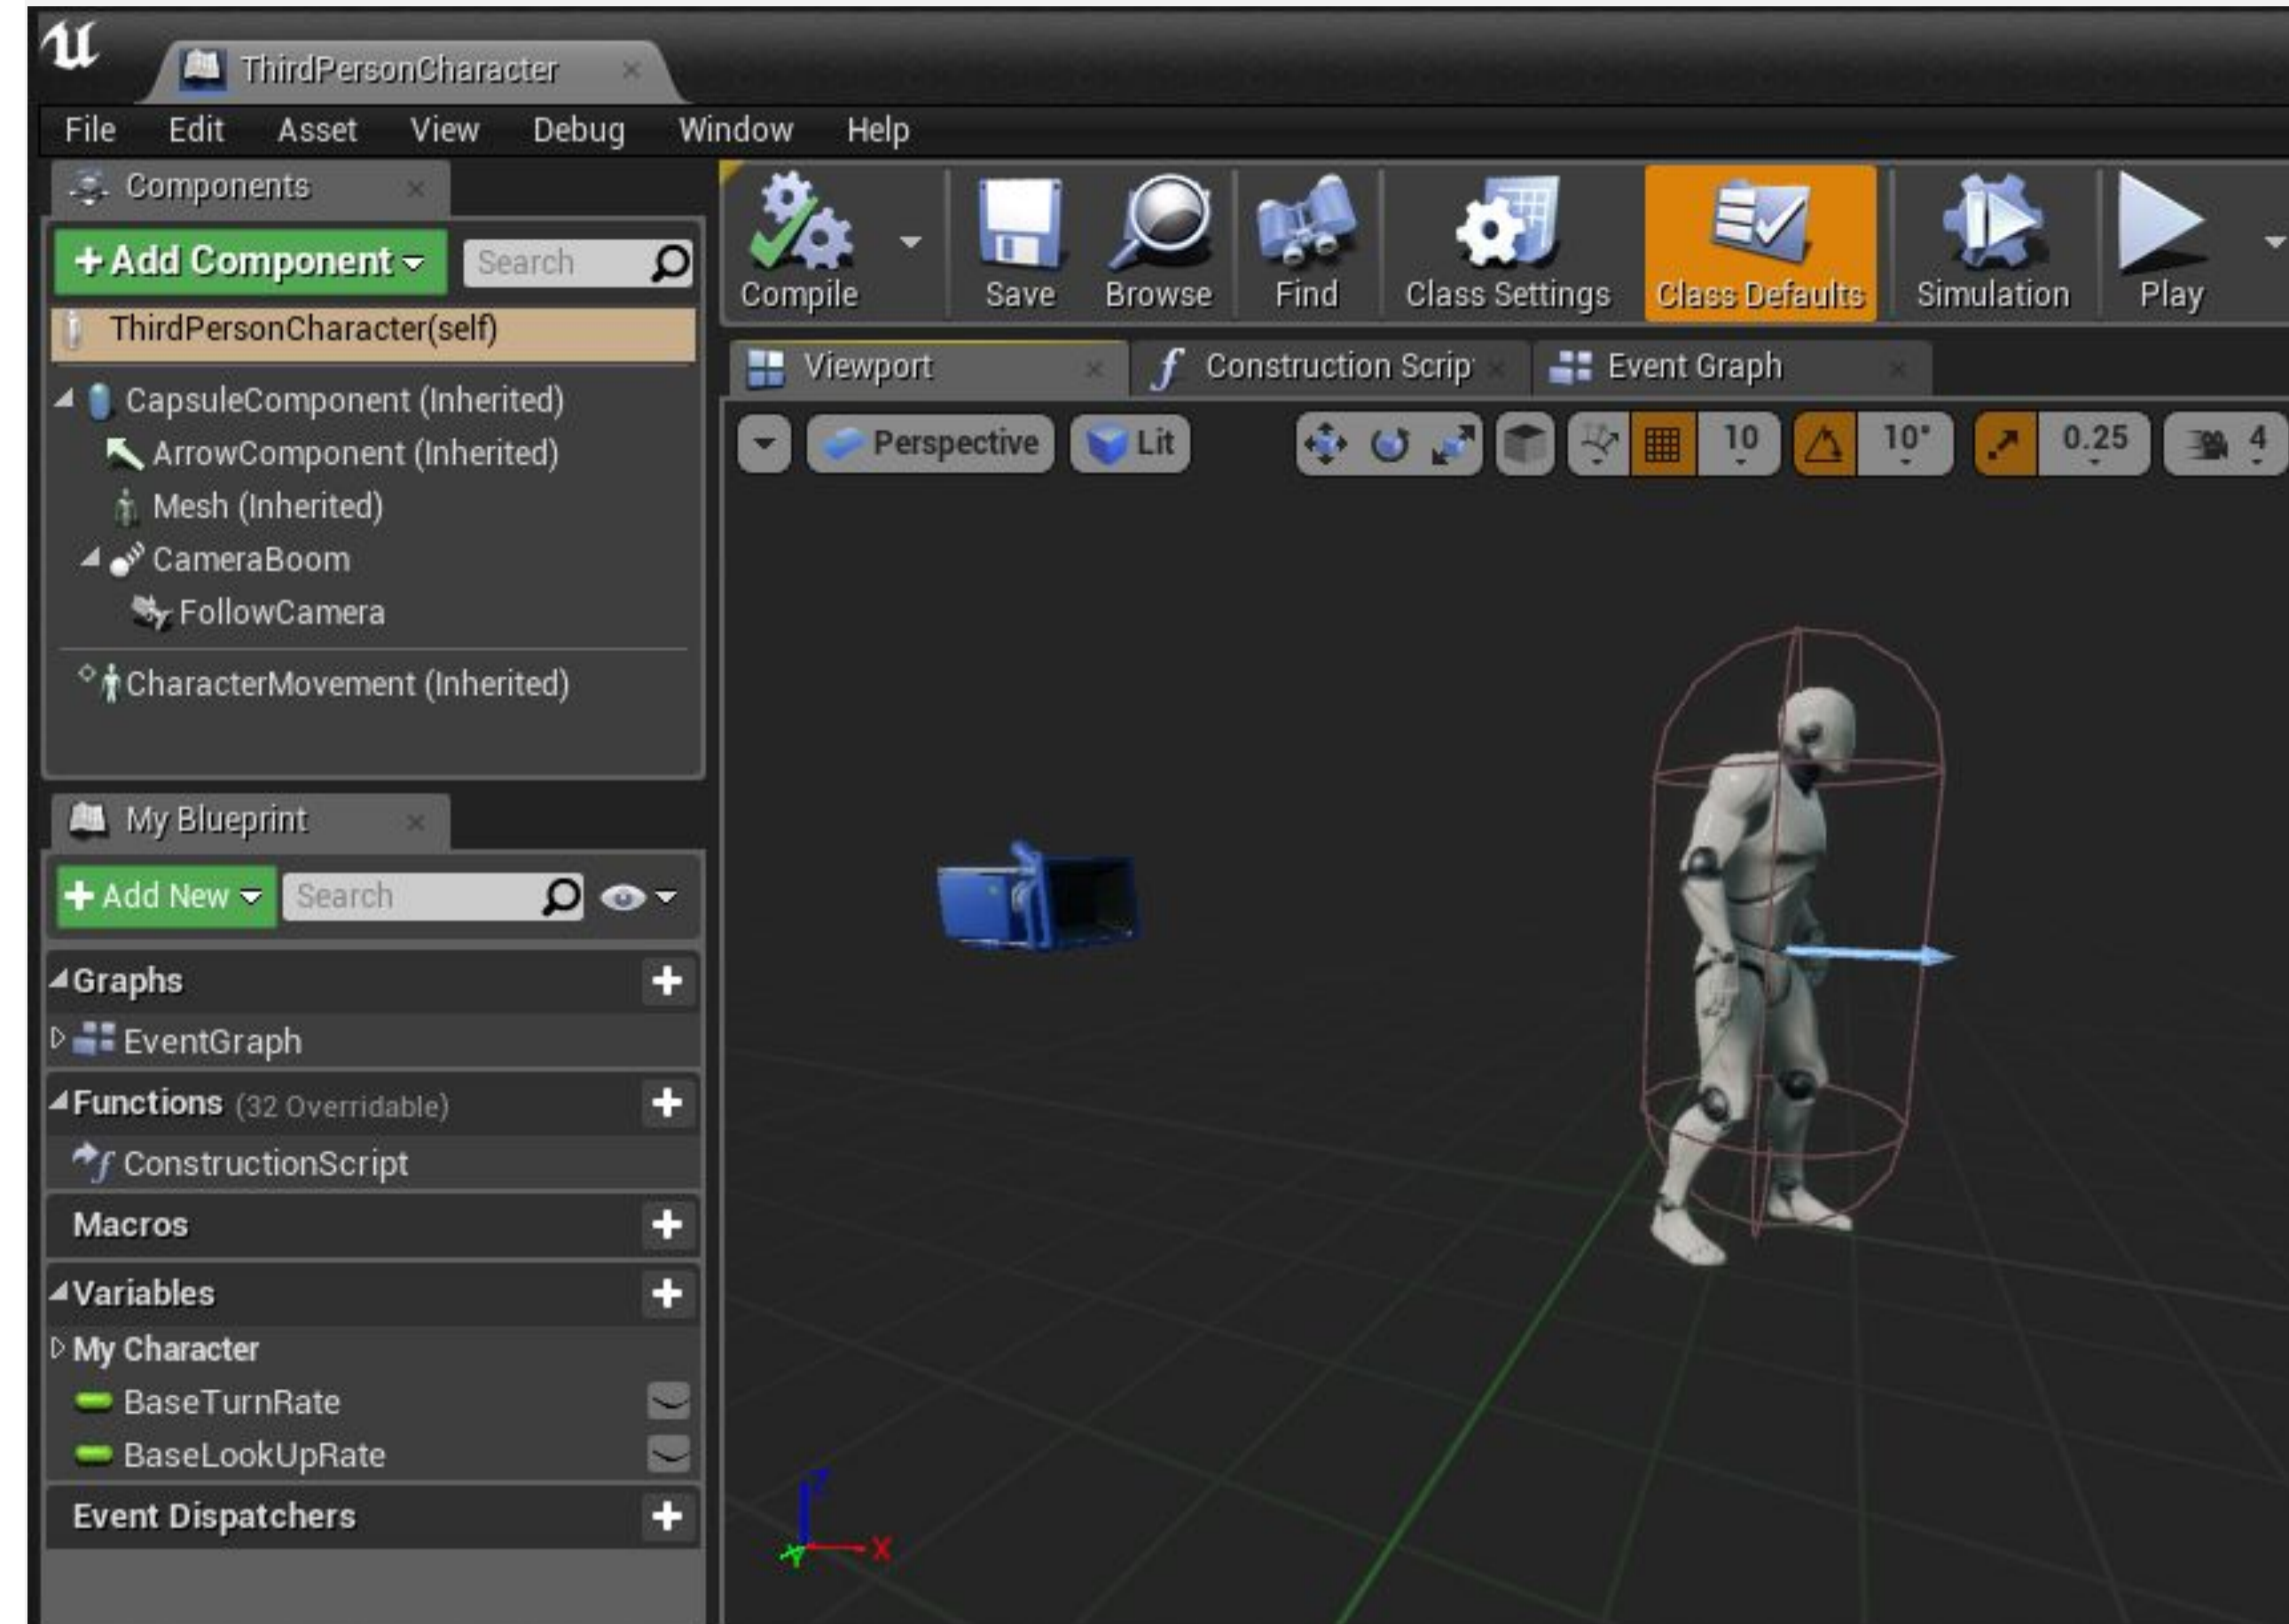 ThirdPersonCharacter
File Edit Asset View Debug Window Help
Components
+ Add Component Search
ThirdPersonCharacter(self)
CapsuleComponent (Inherited)
ArrowComponent (Inherited)
Mesh (Inherited)
CameraBoom
FollowCamera
CharacterMovement (Inherited)
My Blueprint
+ Add New Search
Graphs
EventGraph
Functions (32 Overridable)
ConstructionScript
Macros
Variables
My Character
BaseTurnRate
BaseLookUpRate
Event Dispatchers
Compile Save Browse Find Class Settings Class Defaults Simulation Play
Viewport Construction Scrip Event Graph
Perspective Lit 10 10° 0.25 4
Z
X
Y